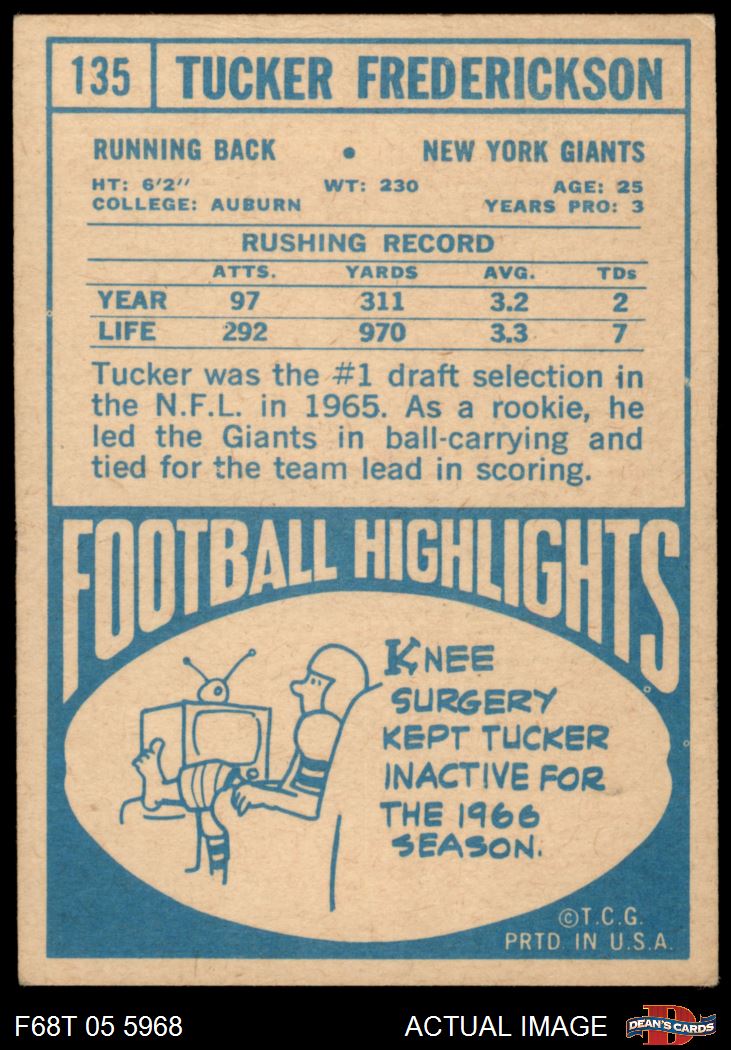 135 TUCKER FREDERICKSON
RUNNING BACK • NEW YORK GIANTS
HT: 6'2" WT: 230 AGE: 25
COLLEGE: AUBURN YEARS PRO: 3
RUSHING RECORD
ATTS. YARDS AVG. TDs
YEAR 97 311 3.2 2
LIFE 292 970 3.3 7
Tucker was the #1 draft selection in
the N.F.L. in 1965. As a rookie, he
led the Giants in ball-carrying and
tied for the team lead in scoring.
FOOTBALL HIGHLIGHTS
KNEE
SURGERY
KEPT TUCKER
INACTIVE FOR
THE 1966
SEASON.
©T.C.G.
PRTD. IN U.S.A.
F68T 05 5968 ACTUAL IMAGE D DEAN'S CARDS